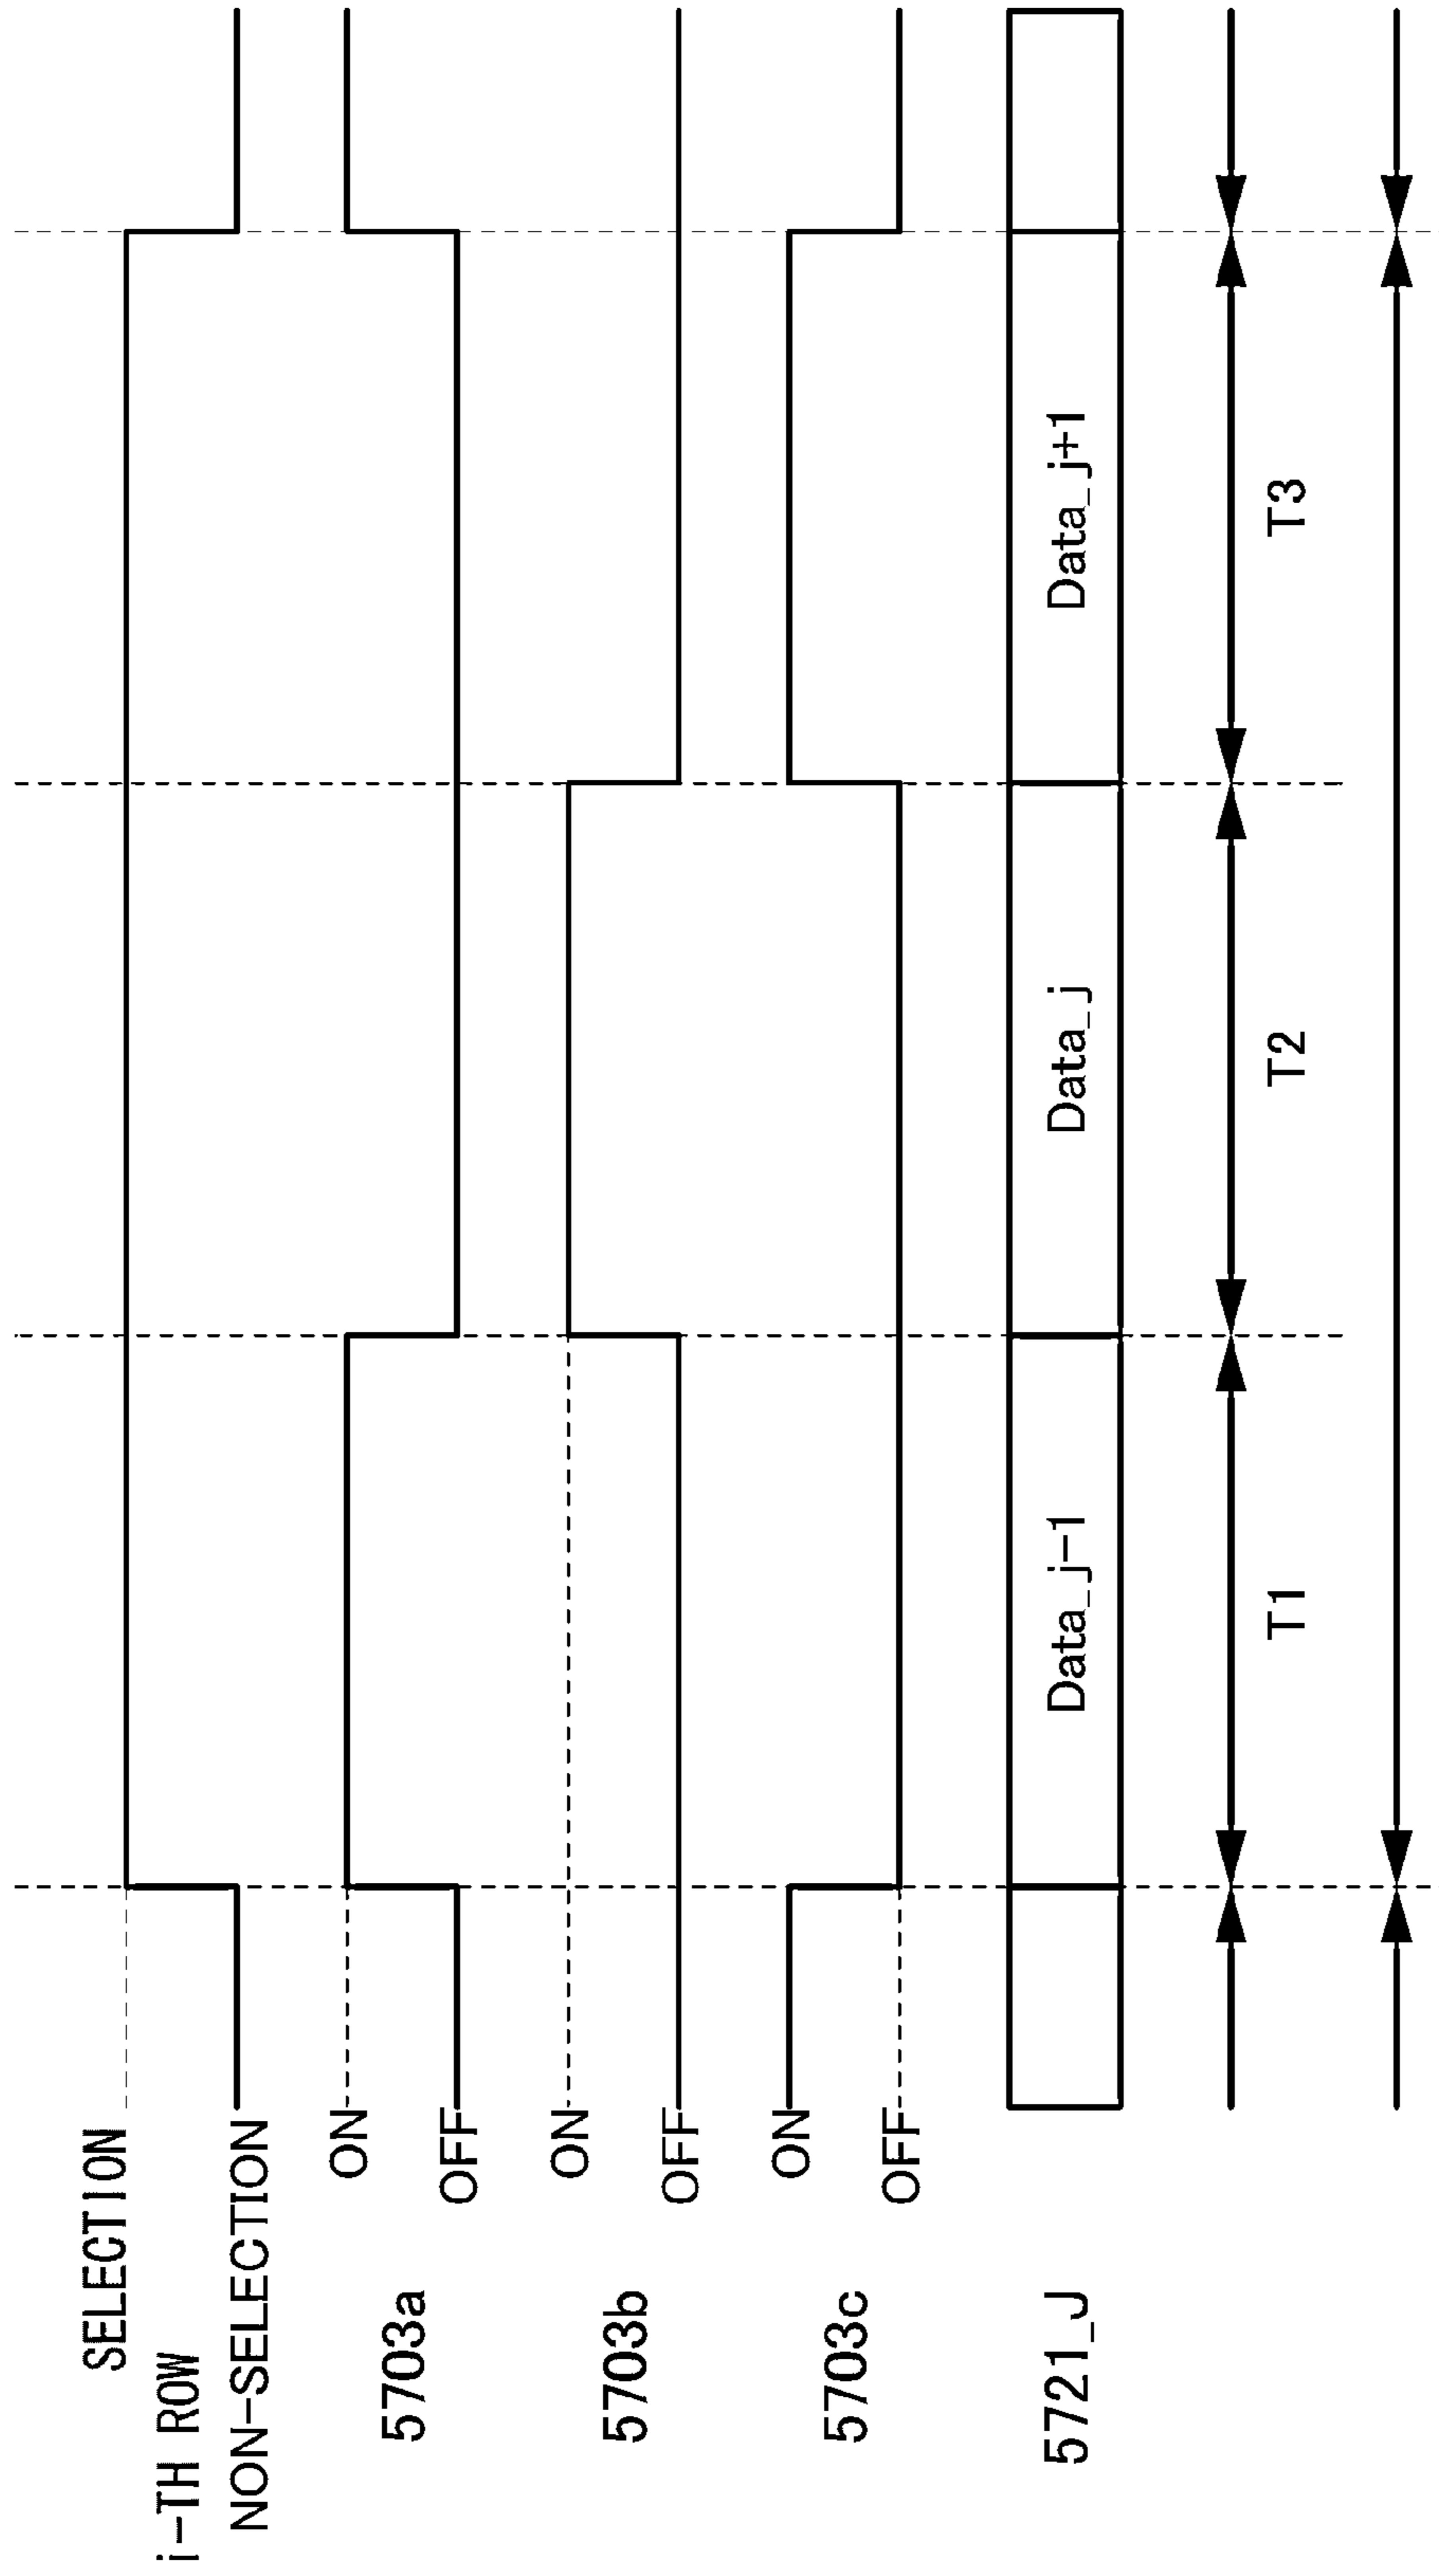 SELECTION
i-TH ROW
NON-SELECTION
ON
5703a
OFF
ON
5703b
OFF
ON
5703c
OFF
5721_J
Data_j-1
Data_j
Data_j+1
T1
T2
T3